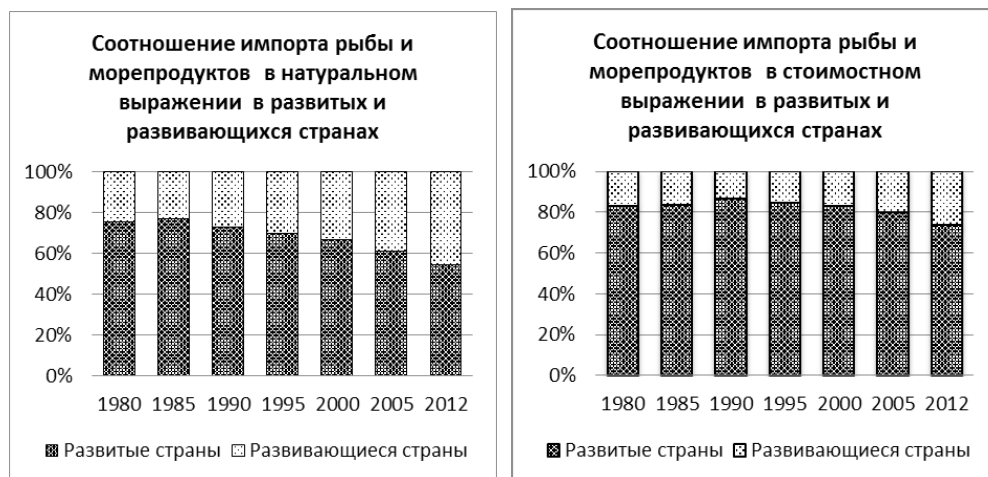 Соотношение импорта рыбы и
морепродуктов в натуральном
выражении в развитых и
развивающихся странах
100%
80%
60%
40%
20%
0%
1980 1985 1990 1995 2000 2005 2012
Развитые страны Развивающиеся страны
Соотношение импорта рыбы и
морепродуктов в стоимостном
выражении в развитых и
развивающихся странах
100%
80%
60%
40%
20%
0%
1980 1985 1990 1995 2000 2005 2012
Развитые страны Развивающиеся страны